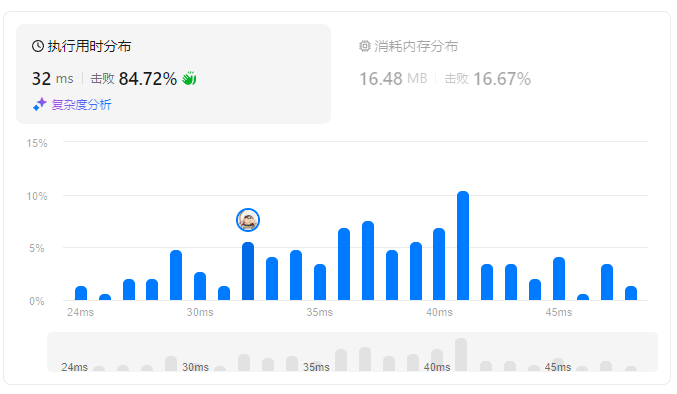 执行用时分布
32 ms 击败 84.72%
复杂度分析
消耗内存分布
16.48 MB 击败 16.67%
15%
10%
5%
0%
24ms 30ms 35ms 40ms 45ms
24ms 30ms 35ms 40ms 45ms